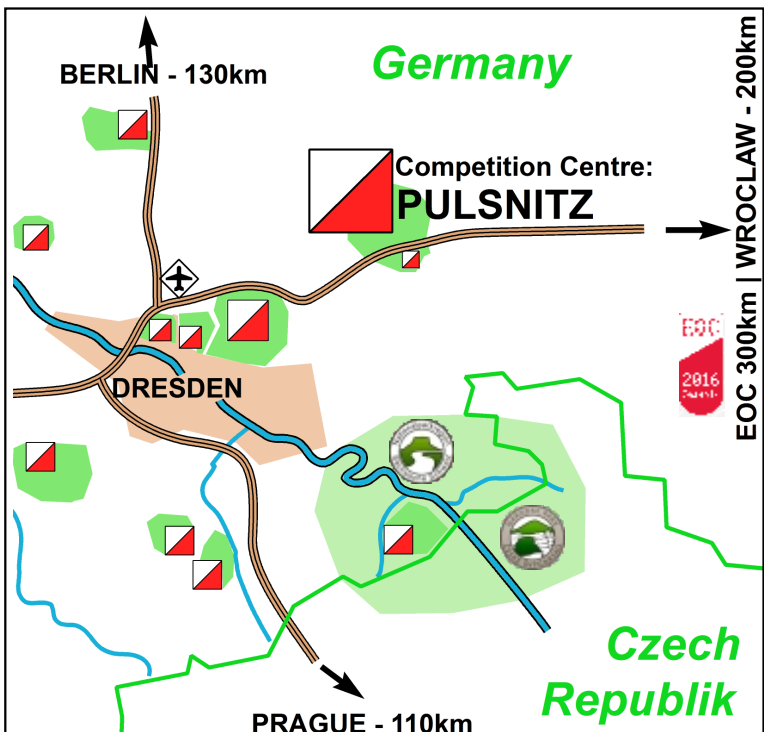 BERLIN - 130km
Germany
Competition Centre:
PULSNITZ
EOC 300km | WROCLAW - 200km
EOC
2016
DRESDEN
Czech
Republik
PRAGUE - 110km